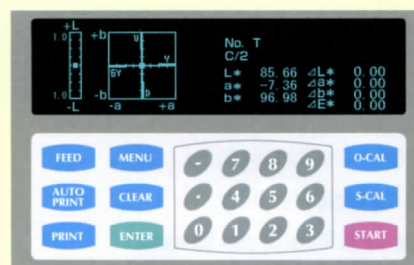 +L
1.0
1.0
-L
+b
-b
-a
+a
No. T
C/2
L* 85.66 ⊿L* 0.00
a* -7.36 ⊿a* 0.00
b* 96.98 ⊿b* 0.00
⊿E* 0.00
FEED MENU - 7 8 9 O-CAL
AUTO PRINT CLEAR · 4 5 6 S-CAL
PRINT ENTER 0 1 2 3 START